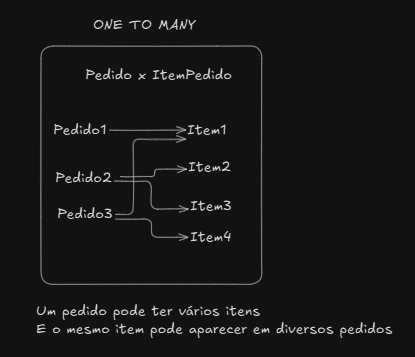 ONE TO MANY
Pedido x ItemPedido
Pedido1
Item1
Item2
Pedido2
Item3
Pedido3
Item4
Um pedido pode ter vários itens
E o mesmo item pode aparecer em diversos pedidos